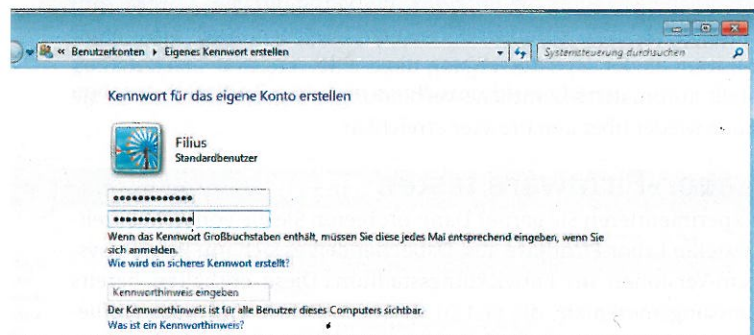 « Benutzerkonten ▸ Eigenes Kennwort erstellen
Systemsteuerung durchsuchen
Kennwort für das eigene Konto erstellen
Filius
Standardbenutzer
•••••••••••••
•••••••••••••
Wenn das Kennwort Großbuchstaben enthält, müssen Sie diese jedes Mal entsprechend eingeben, wenn Sie
sich anmelden.
Wie wird ein sicheres Kennwort erstellt?
Kennworthinweis eingeben
Der Kennworthinweis ist für alle Benutzer dieses Computers sichtbar.
Was ist ein Kennworthinweis?